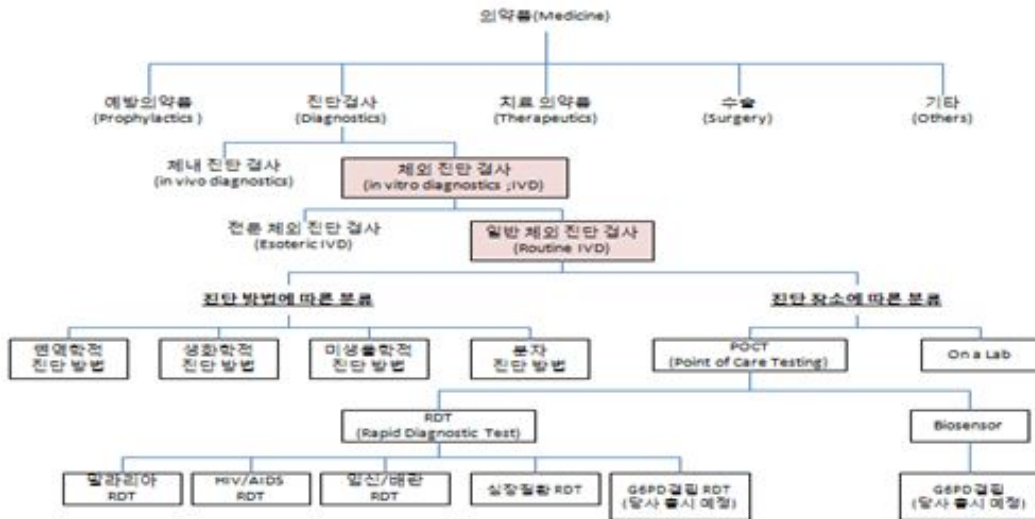 의약품(Medicine)
예방의약품
(Prophylactics )
진단검사
(Diagnostics)
치료 의약품
(Therapeutics)
수술
(Surgery)
기타
(Others)
체내 진단 검사
(in vivo diagnostics)
체외 진단 검사
(in vitro diagnostics ;IVD)
전문 체외 진단 검사
(Esoteric IVD)
일반 체외 진단 검사
(Routine IVD)
진단 방법에 따른 분류
진단 장소에 따른 분류
면역학적
진단 방법
생화학적
진단 방법
미생물학적
진단 방법
분자
진단 방법
POCT
(Point of Care Testing)
On a Lab
RDT
(Rapid Diagnostic Test)
Biosensor
말라리아
RDT
HIV/AIDS
RDT
임신/배란
RDT
심장질환 RDT
G6PD결핍 RDT
(당사 출시 예정)
G6PD결핍
(당사 출시 예정)